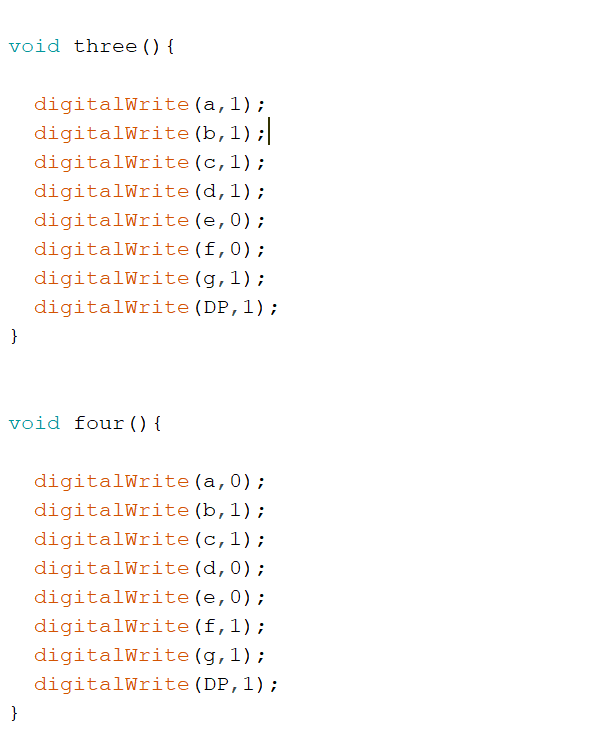 void three(){
digitalWrite(a,1);
digitalWrite(b,1);
digitalWrite(c,1);
digitalWrite(d,1);
digitalWrite(e,0);
digitalWrite(f,0);
digitalWrite(g,1);
digitalWrite(DP,1);
}
void four(){
digitalWrite(a,0);
digitalWrite(b,1);
digitalWrite(c,1);
digitalWrite(d,0);
digitalWrite(e,0);
digitalWrite(f,1);
digitalWrite(g,1);
digitalWrite(DP,1);
}